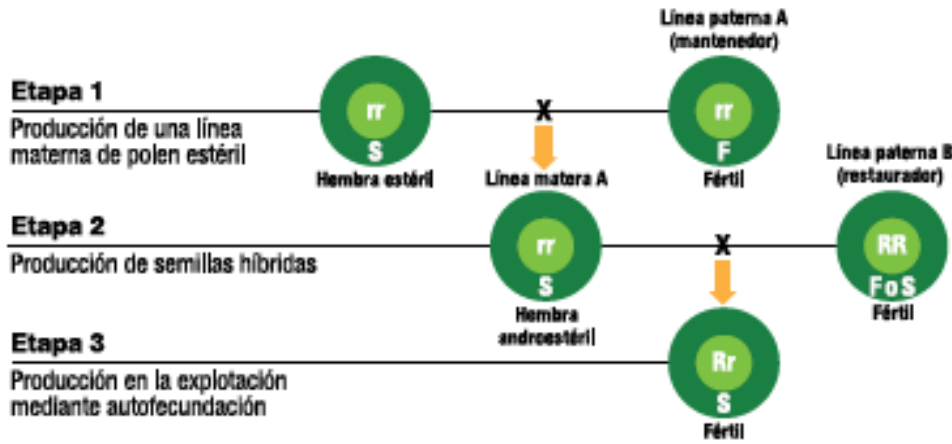 Línea paterna A
(mantenedor)
Etapa 1
Producción de una línea
materna de polen estéril
rr
S
Hembra estéril
X
rr
F
Fértil
Línea matera A
Línea paterna B
(restaurador)
Etapa 2
Producción de semillas híbridas
rr
S
Hembra
androestéril
X
RR
F o S
Fértil
Etapa 3
Producción en la explotación
mediante autofecundación
Rr
S
Fértil